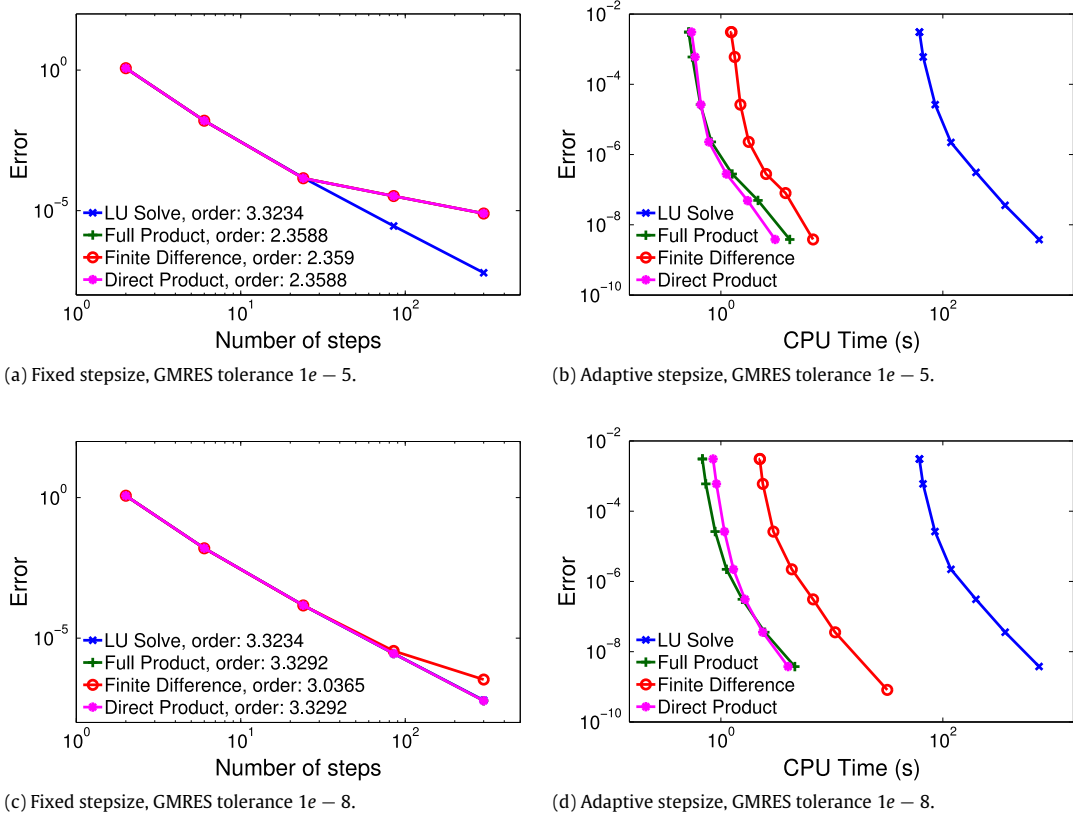 10^0
10^-5
Error
LU Solve, order: 3.3234
Full Product, order: 2.3588
Finite Difference, order: 2.359
Direct Product, order: 2.3588
10^0 10^1 10^2
Number of steps
(a) Fixed stepsize, GMRES tolerance 1e − 5.
10^-2
10^-4
10^-6
10^-8
10^-10
Error
LU Solve
Full Product
Finite Difference
Direct Product
10^0 10^2
CPU Time (s)
(b) Adaptive stepsize, GMRES tolerance 1e − 5.
10^0
10^-5
Error
LU Solve, order: 3.3234
Full Product, order: 3.3292
Finite Difference, order: 3.0365
Direct Product, order: 3.3292
10^0 10^1 10^2
Number of steps
(c) Fixed stepsize, GMRES tolerance 1e − 8.
10^-2
10^-4
10^-6
10^-8
10^-10
Error
LU Solve
Full Product
Finite Difference
Direct Product
10^0 10^2
CPU Time (s)
(d) Adaptive stepsize, GMRES tolerance 1e − 8.